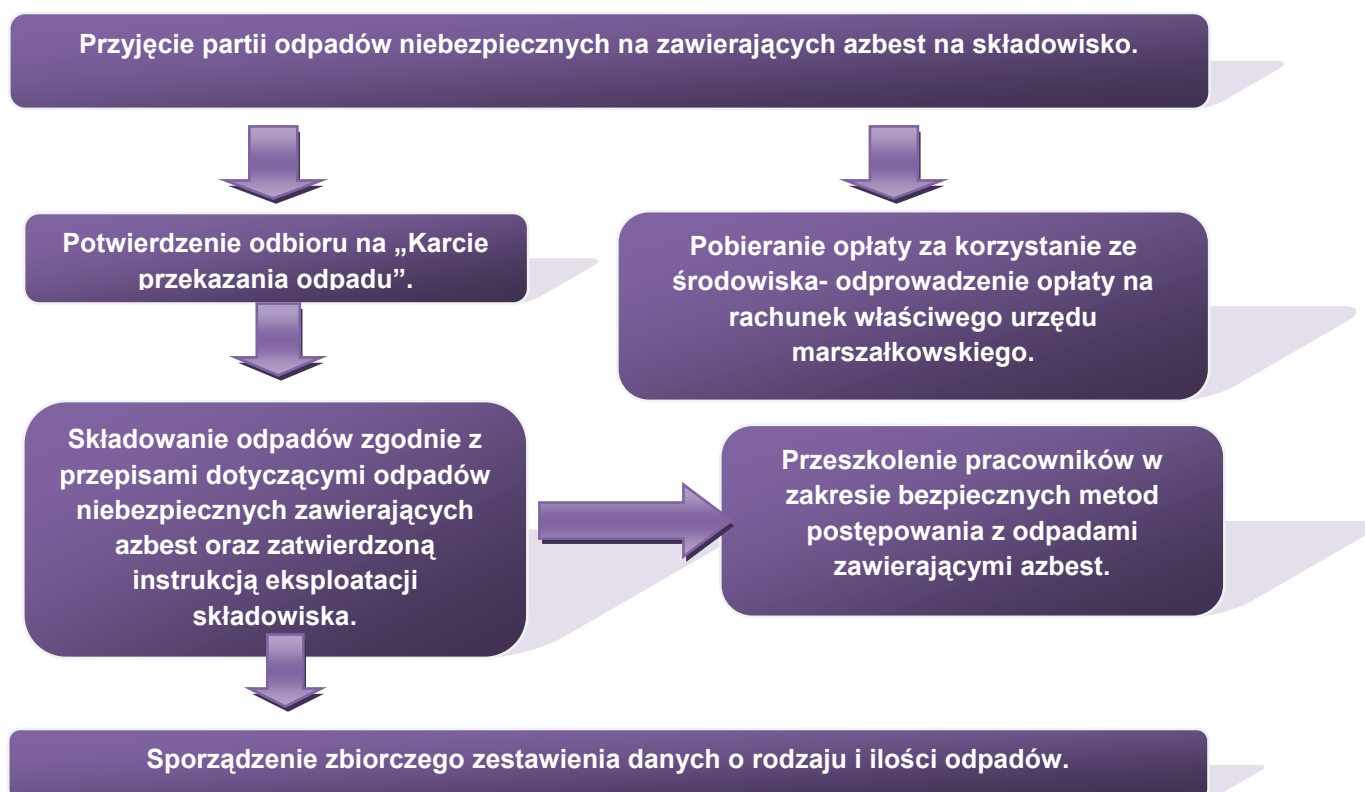 Przyjęcie partii odpadów niebezpiecznych na zawierających azbest na składowisko.
Potwierdzenie odbioru na „Karcie
przekazania odpadu”.
Pobieranie opłaty za korzystanie ze
środowiska- odprowadzenie opłaty na
rachunek właściwego urzędu
marszałkowskiego.
Składowanie odpadów zgodnie z
przepisami dotyczącymi odpadów
niebezpiecznych zawierających
azbest oraz zatwierdzoną
instrukcją eksploatacji
składowiska.
Przeszkolenie pracowników w
zakresie bezpiecznych metod
postępowania z odpadami
zawierającymi azbest.
Sporządzenie zbiorczego zestawienia danych o rodzaju i ilości odpadów.